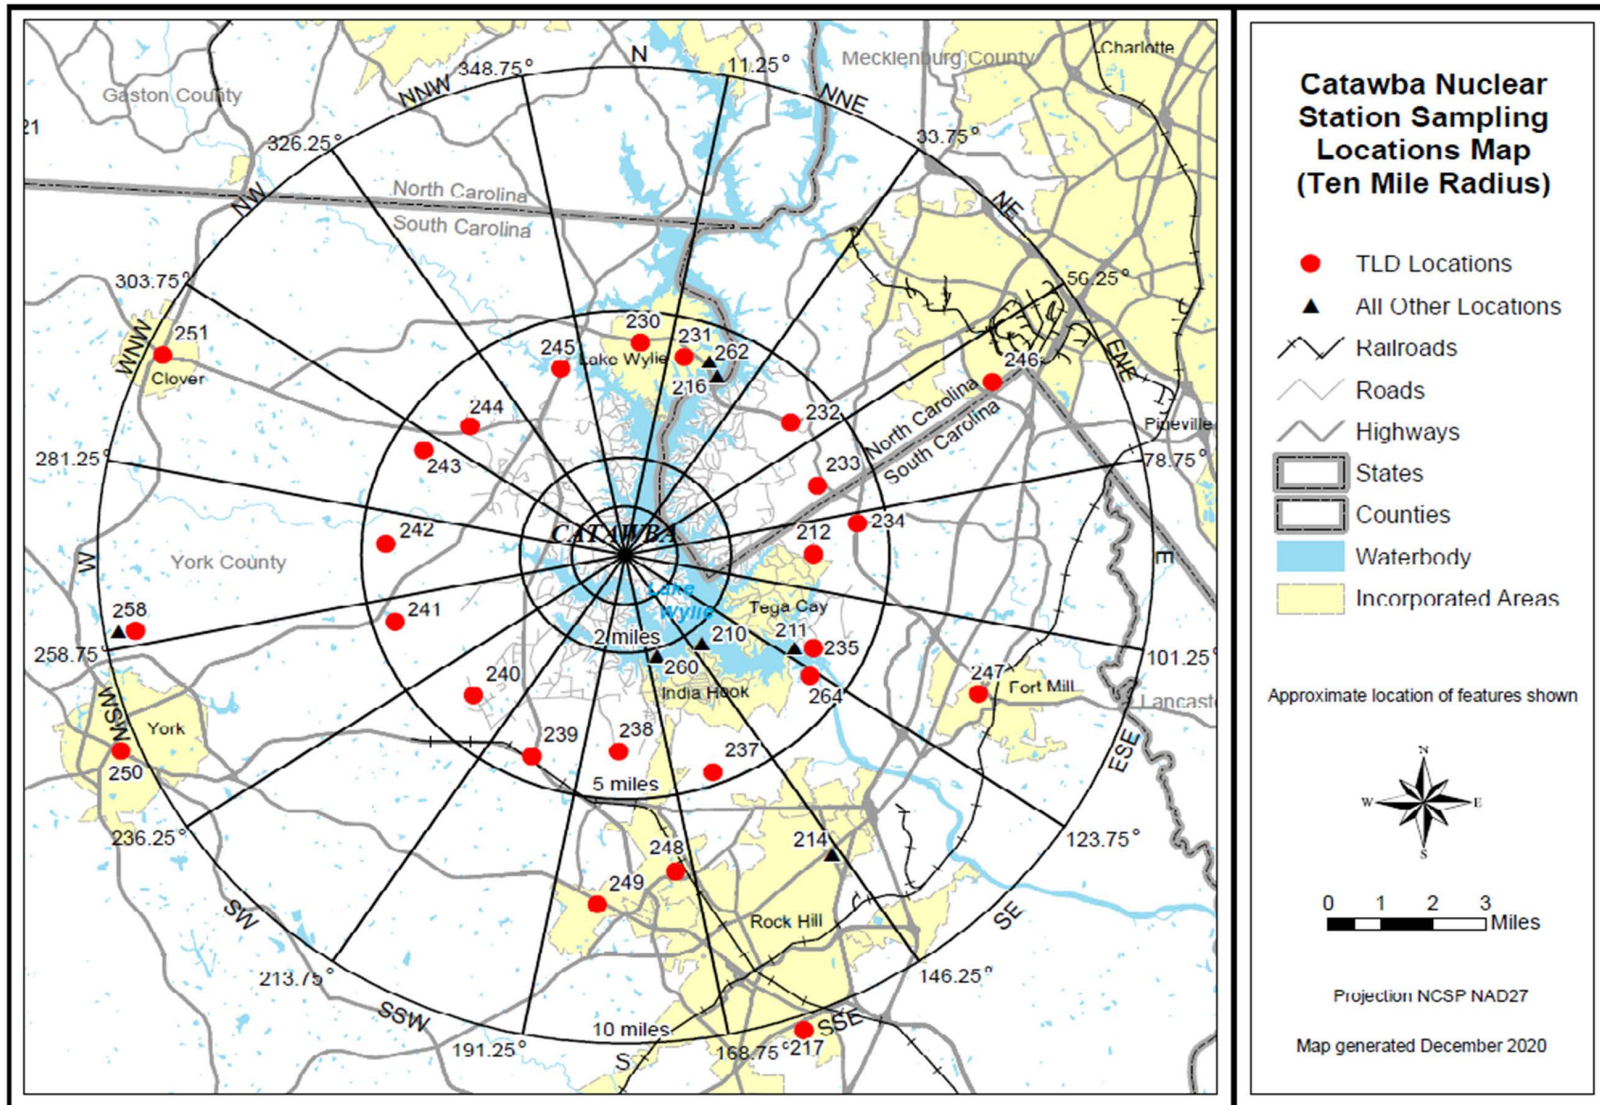 N
348.75°
11.25°
NNW
NNE
Mecklenburg County
Charlotte
Gaston County
21
326.25°
33.75°
NW
NE
North Carolina
South Carolina
303.75°
56.25°
WNW
ENE
251
Clover
230
231
262
245
Lake Wylie
216
246
244
232
North Carolina
South Carolina
Pineville
281.25°
243
233
78.75°
242
CATAWBA
234
212
W
York County
E
Lake
Wylie
Tega Cay
258
241
2 miles
210
211
235
258.75°
260
264
101.25°
240
India Hook
247
Fort Mill
Lancast
WSW
York
239
238
237
ESE
250
5 miles
236.25°
248
214
123.75°
249
SW
Rock Hill
SE
213.75°
146.25°
SSW
10 miles
SSE
191.25°
S
168.75°
217
Catawba Nuclear
Station Sampling
Locations Map
(Ten Mile Radius)
TLD Locations
All Other Locations
Railroads
Roads
Highways
States
Counties
Waterbody
Incorporated Areas
Approximate location of features shown
N
W
E
S
0 1 2 3
Miles
Projection NCSP NAD27
Map generated December 2020